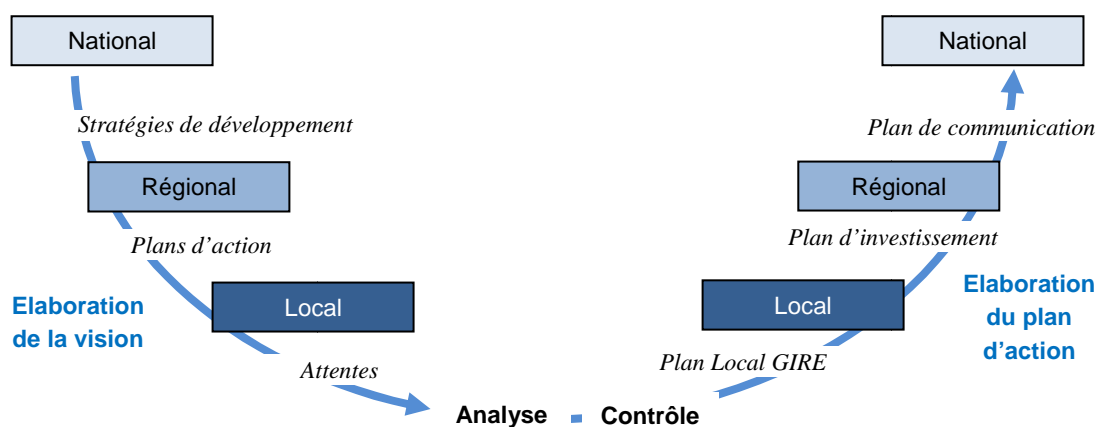 National
Stratégies de développement
Régional
Plans d'action
Local
Elaboration
de la vision
Attentes
Analyse
Contrôle
Plan Local GIRE
Local
Elaboration
du plan
d'action
Plan d'investissement
Régional
Plan de communication
National